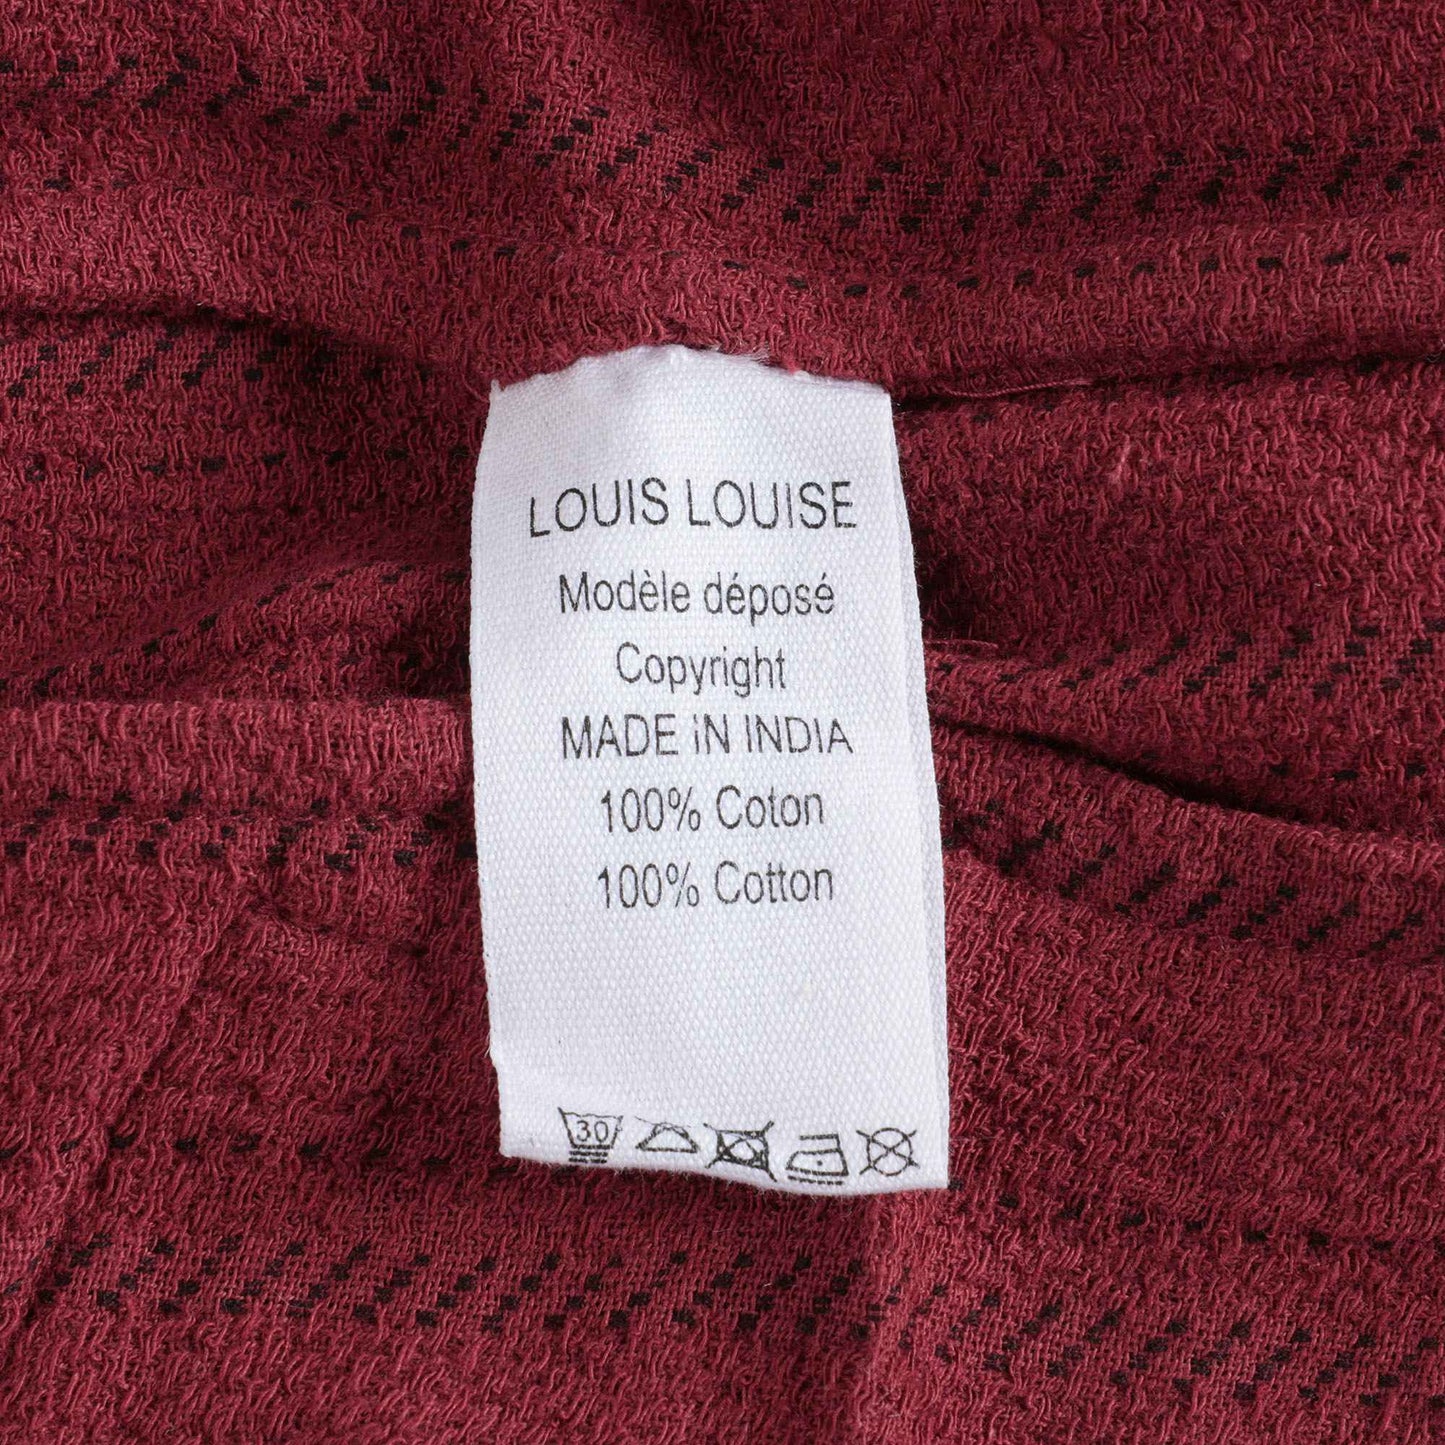 LOUIS LOUISE
Modèle déposé
Copyright
MADE IN INDIA
100% Coton
100% Cotton
30